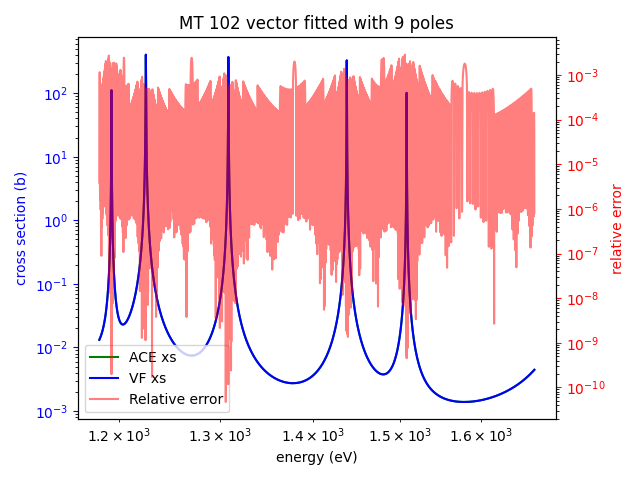 MT 102 vector fitted with 9 poles
cross section (b)
10²
10¹
10⁰
10⁻¹
10⁻²
10⁻³
ACE xs
VF xs
Relative error
1.2 × 10³ 1.3 × 10³ 1.4 × 10³ 1.5 × 10³ 1.6 × 10³
energy (eV)
10⁻³
10⁻⁴
10⁻⁵
10⁻⁶
10⁻⁷
10⁻⁸
10⁻⁹
10⁻¹⁰
relative error